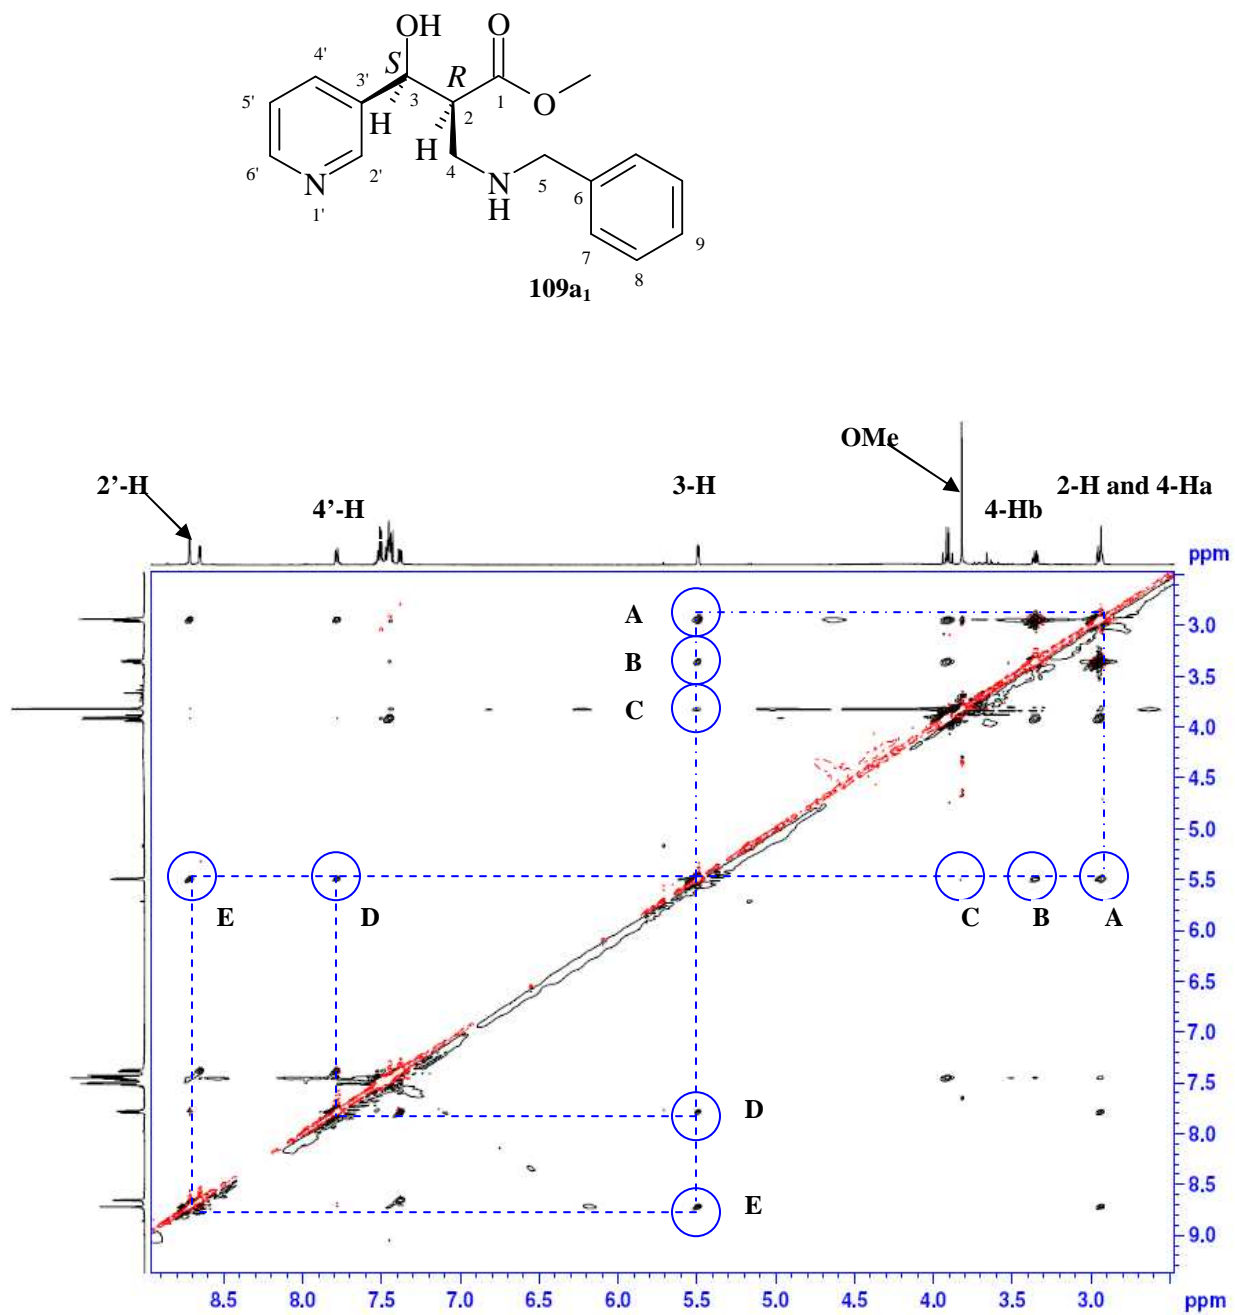 OH O
4' S R
3' 3 1
5' H 2 O
H
6' 2' 4 5
N N 6
1' H 9
7
8
109a₁
OMe
2'-H 3-H 2-H and 4-Ha
4'-H 4-Hb
ppm
A 3.0
B 3.5
C 4.0
4.5
5.0
5.5
E D C B A
6.0
6.5
7.0
7.5
D 8.0
8.5
E 9.0
8.5 8.0 7.5 7.0 6.5 6.0 5.5 5.0 4.5 4.0 3.5 3.0 ppm